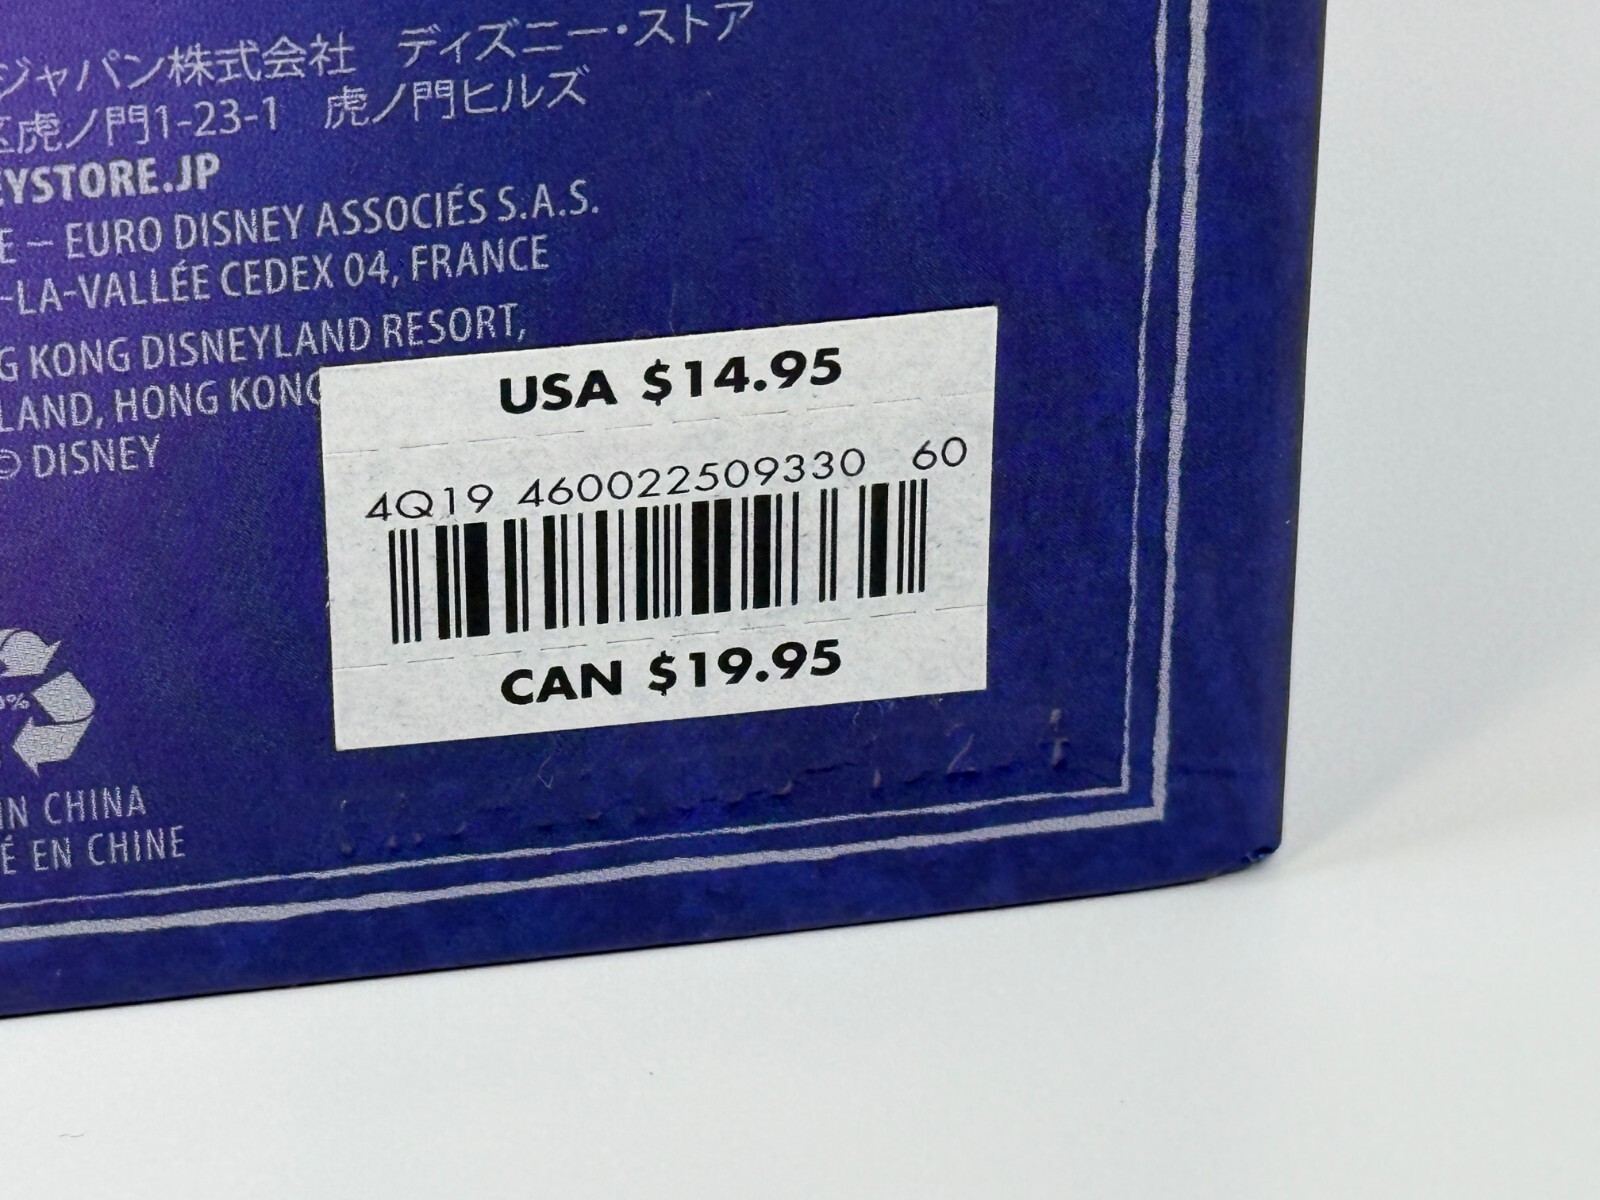 ジャパン株式会社 ディズニー・ストア
区虎ノ門1-23-1 虎ノ門ヒルズ
EYSTORE.JP
E – EURO DISNEY ASSOCIÉS S.A.S.
-LA-VALLÉE CEDEX 04, FRANCE
G KONG DISNEYLAND RESORT,
LAND, HONG KONG
© DISNEY
USA $14.95
4Q19 460022509330 60
CAN $19.95
%
IN CHINA
É EN CHINE